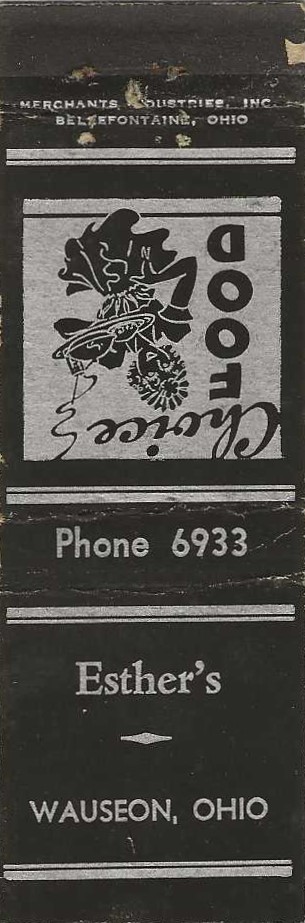 MERCHANTS INDUSTRIES, INC.
BELLEFONTAINE, OHIO
Choice
FOOD
Phone 6933
Esther's
WAUSEON, OHIO